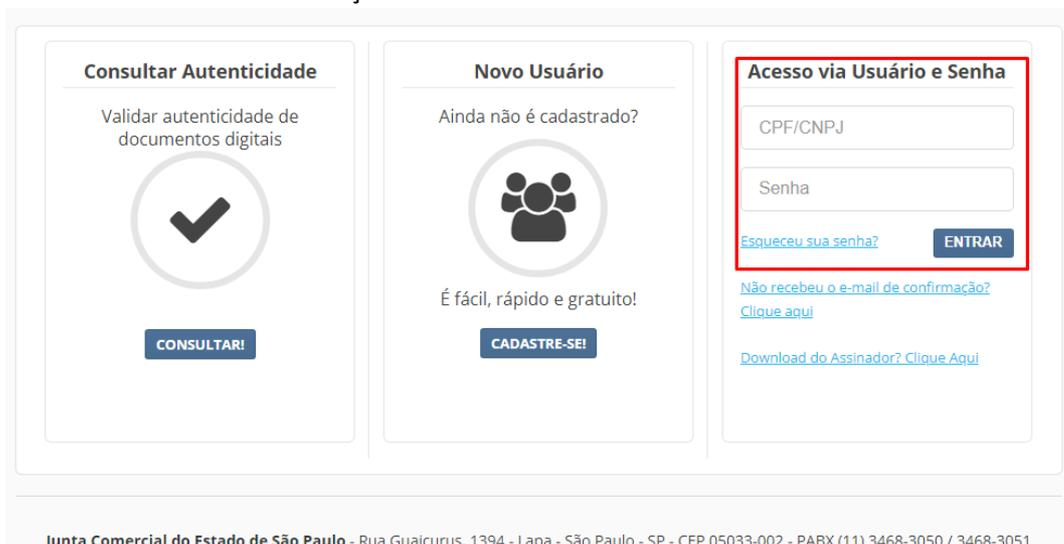 Consultar Autenticidade
Validar autenticidade de
documentos digitais
CONSULTAR!
Novo Usuário
Ainda não é cadastrado?
É fácil, rápido e gratuito!
CADASTRE-SE!
Acesso via Usuário e Senha
CPF/CNPJ
Senha
Esqueceu sua senha? ENTRAR
Não recebeu o e-mail de confirmação?
Clique aqui
Download do Assinador? Clique Aqui
Junta Comercial do Estado de São Paulo - Rua Guaicurus, 1394 - Lapa - São Paulo - SP - CEP 05033-002 - PABX (11) 3468-3050 / 3468-3051